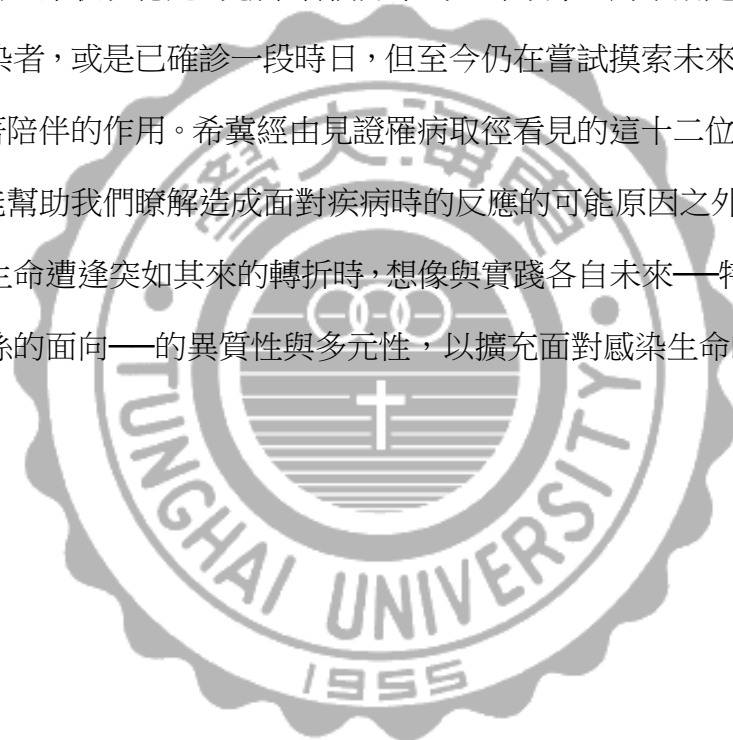 染者，或是已確診一段時日，但至今仍在嘗試摸索未來
陪伴的作用。希冀經由見證罹病取徑看見的這十二位
幫助我們瞭解造成面對疾病時的反應的可能原因之外
生命遭逢突如其來的轉折時，想像與實踐各自未來──特
的面向──的異質性與多元性，以擴充面對感染生命
學大海東
TUNGHAI UNIVERSITY
1955